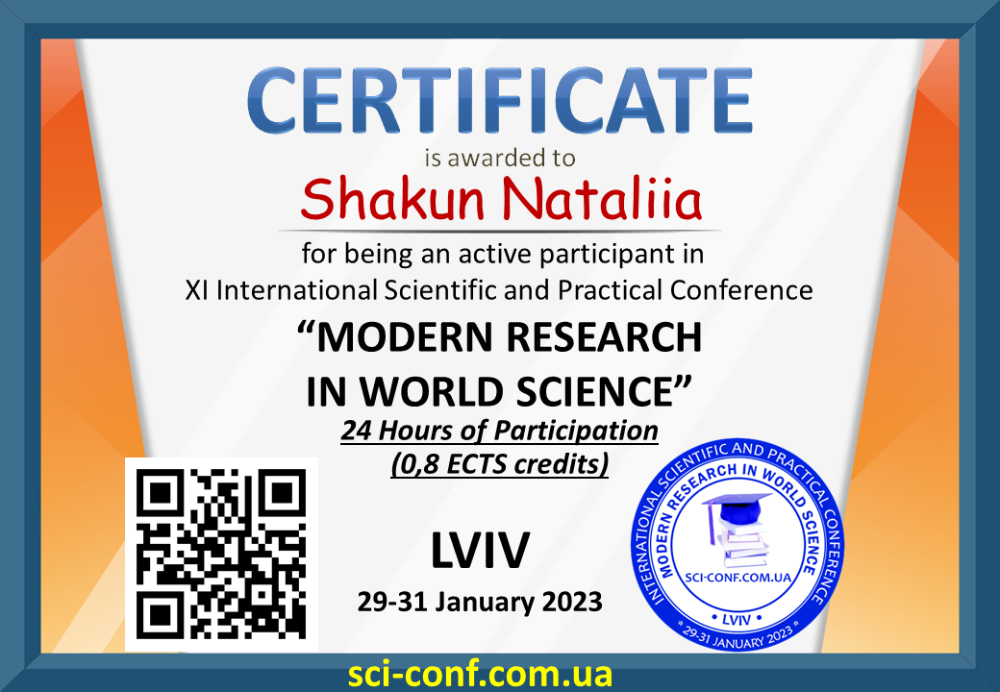 CERTIFICATE
is awarded to
Shakun Nataliia
for being an active participant in
XI International Scientific and Practical Conference
“MODERN RESEARCH
IN WORLD SCIENCE”
24 Hours of Participation
(0,8 ECTS credits)
LVIV
29-31 January 2023
INTERNATIONAL SCIENTIFIC AND PRACTICAL CONFERENCE
MODERN RESEARCH IN WORLD SCIENCE
SCI-CONF.COM.UA
• LVIV •
* 29-31 JANUARY 2023 *
sci-conf.com.ua